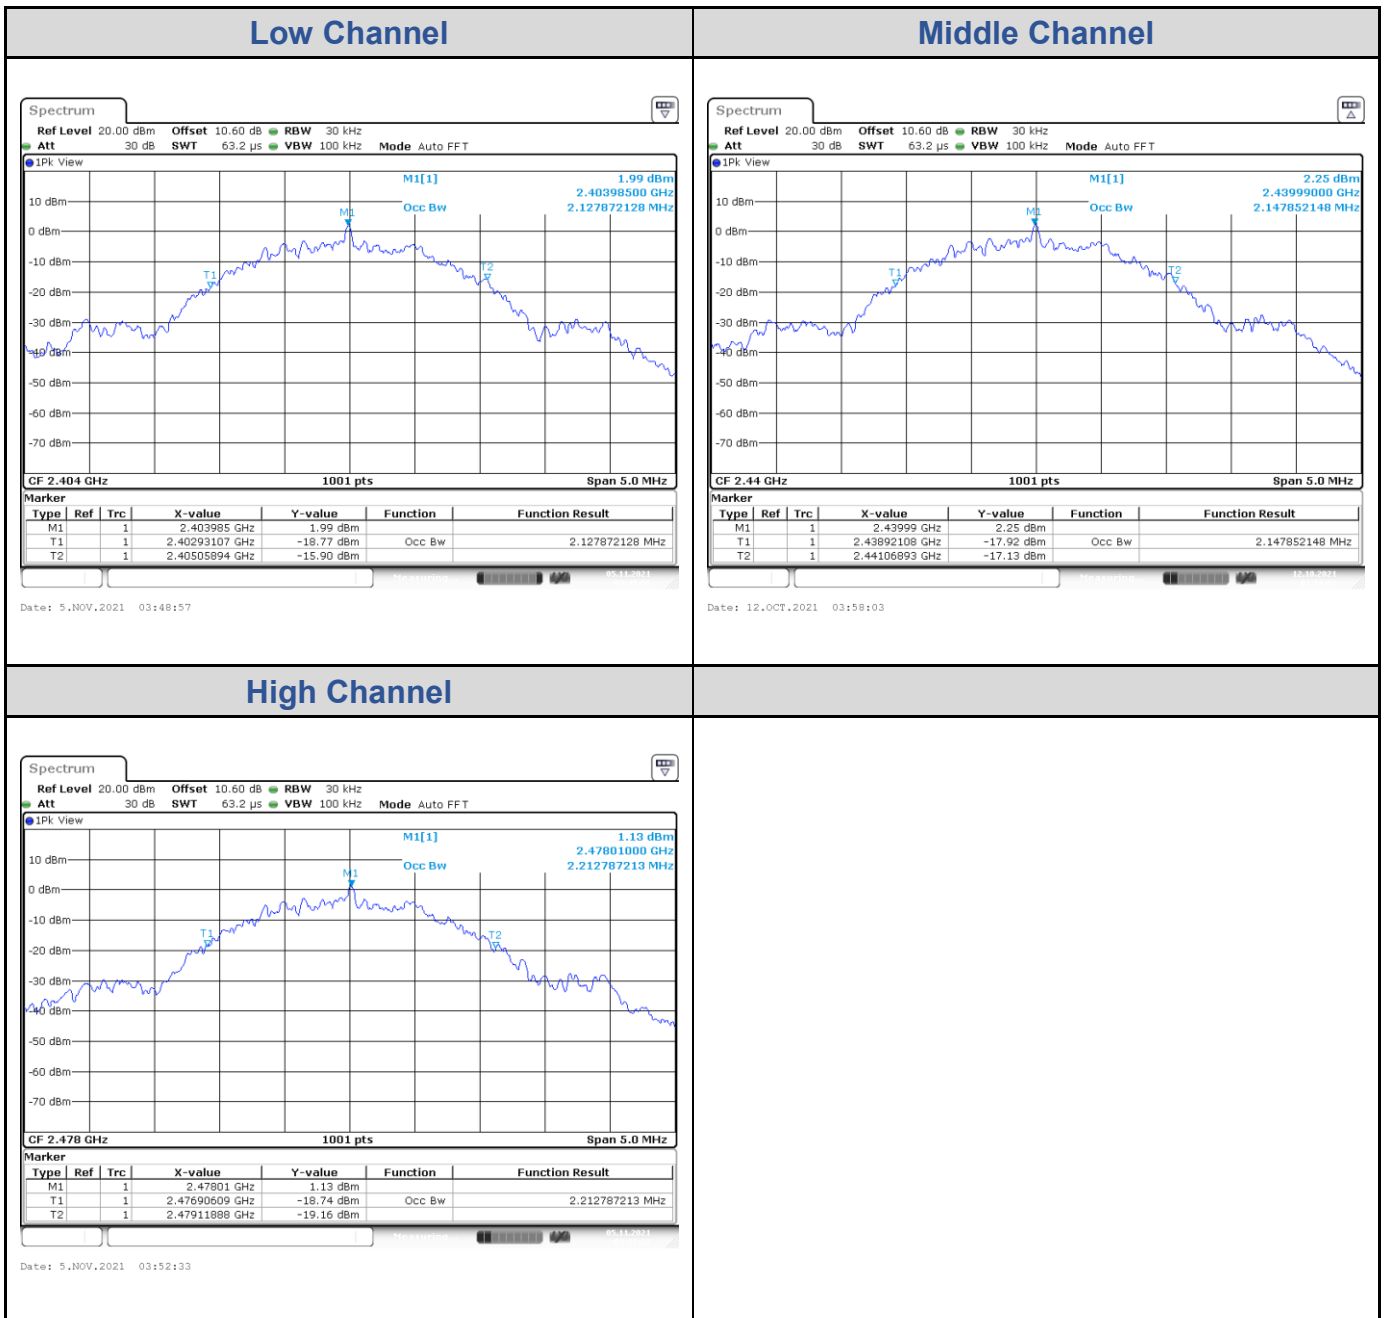 Low Channel
Middle Channel
Spectrum
Ref Level 20.00 dBm Offset 10.60 dB RBW 30 kHz
Att 30 dB SWT 63.2 µs VBW 100 kHz Mode Auto FFT
1Pk View
M1[1] 1.99 dBm
2.40398500 GHz
Occ Bw 2.127872128 MHz
M1
T1
T2
10 dBm
0 dBm
-10 dBm
-20 dBm
-30 dBm
-40 dBm
-50 dBm
-60 dBm
-70 dBm
CF 2.404 GHz 1001 pts Span 5.0 MHz
Marker
Type Ref Trc X-value Y-value Function Function Result
M1 1 2.403985 GHz 1.99 dBm
T1 1 2.40293107 GHz -18.77 dBm Occ Bw 2.127872128 MHz
T2 1 2.40505894 GHz -15.90 dBm
Measuring 05.11.2021
Date: 5.NOV.2021 03:48:57
Spectrum
Ref Level 20.00 dBm Offset 10.60 dB RBW 30 kHz
Att 30 dB SWT 63.2 µs VBW 100 kHz Mode Auto FFT
1Pk View
M1[1] 2.25 dBm
2.43999000 GHz
Occ Bw 2.147852148 MHz
M1
T1
T2
10 dBm
0 dBm
-10 dBm
-20 dBm
-30 dBm
-40 dBm
-50 dBm
-60 dBm
-70 dBm
CF 2.44 GHz 1001 pts Span 5.0 MHz
Marker
Type Ref Trc X-value Y-value Function Function Result
M1 1 2.43999 GHz 2.25 dBm
T1 1 2.43892108 GHz -17.92 dBm Occ Bw 2.147852148 MHz
T2 1 2.44106893 GHz -17.13 dBm
Measuring 12.10.2021
Date: 12.OCT.2021 03:58:03
High Channel
Spectrum
Ref Level 20.00 dBm Offset 10.60 dB RBW 30 kHz
Att 30 dB SWT 63.2 µs VBW 100 kHz Mode Auto FFT
1Pk View
M1[1] 1.13 dBm
2.47801000 GHz
Occ Bw 2.212787213 MHz
M1
T1
T2
10 dBm
0 dBm
-10 dBm
-20 dBm
-30 dBm
-40 dBm
-50 dBm
-60 dBm
-70 dBm
CF 2.478 GHz 1001 pts Span 5.0 MHz
Marker
Type Ref Trc X-value Y-value Function Function Result
M1 1 2.47801 GHz 1.13 dBm
T1 1 2.47690609 GHz -18.74 dBm Occ Bw 2.212787213 MHz
T2 1 2.47911888 GHz -19.16 dBm
Measuring 05.11.2021
Date: 5.NOV.2021 03:52:33